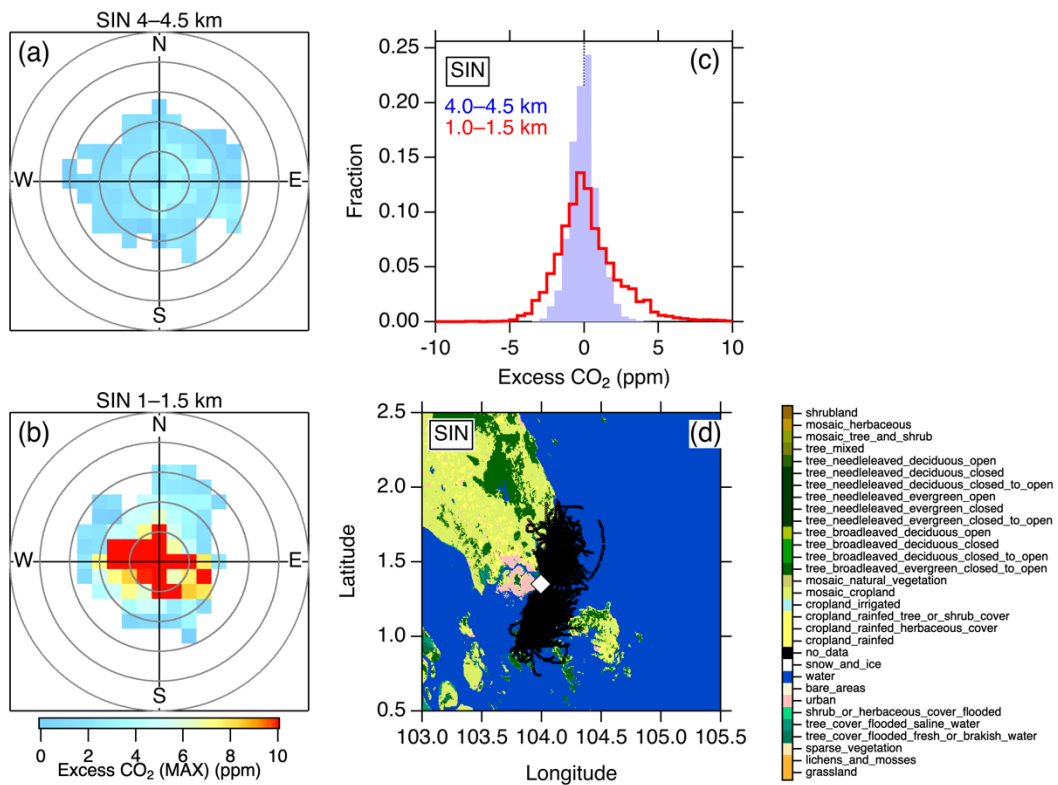 SIN 4–4.5 km
(a)
N
W
E
S
(c)
SIN
4.0–4.5 km
1.0–1.5 km
0.25
0.20
0.15
0.10
0.05
0.00
Fraction
-10
-5
0
5
10
Excess CO₂ (ppm)
SIN 1–1.5 km
(b)
N
W
E
S
0
2
4
6
8
10
Excess CO₂ (MAX) (ppm)
SIN
(d)
2.5
2.0
1.5
1.0
0.5
Latitude
103.0
103.5
104.0
104.5
105.0
105.5
Longitude
shrubland
mosaic_herbaceous
mosaic_tree_and_shrub
tree_mixed
tree_needleleaved_deciduous_open
tree_needleleaved_deciduous_closed
tree_needleleaved_deciduous_closed_to_open
tree_needleleaved_evergreen_open
tree_needleleaved_evergreen_closed
tree_needleleaved_evergreen_closed_to_open
tree_broadleaved_deciduous_open
tree_broadleaved_deciduous_closed
tree_broadleaved_deciduous_closed_to_open
tree_broadleaved_evergreen_closed_to_open
mosaic_natural_vegetation
mosaic_cropland
cropland_irrigated
cropland_rainfed_tree_or_shrub_cover
cropland_rainfed_herbaceous_cover
cropland_rainfed
no_data
snow_and_ice
water
bare_areas
urban
shrub_or_herbaceous_cover_flooded
tree_cover_flooded_saline_water
tree_cover_flooded_fresh_or_brakish_water
sparse_vegetation
lichens_and_mosses
grassland